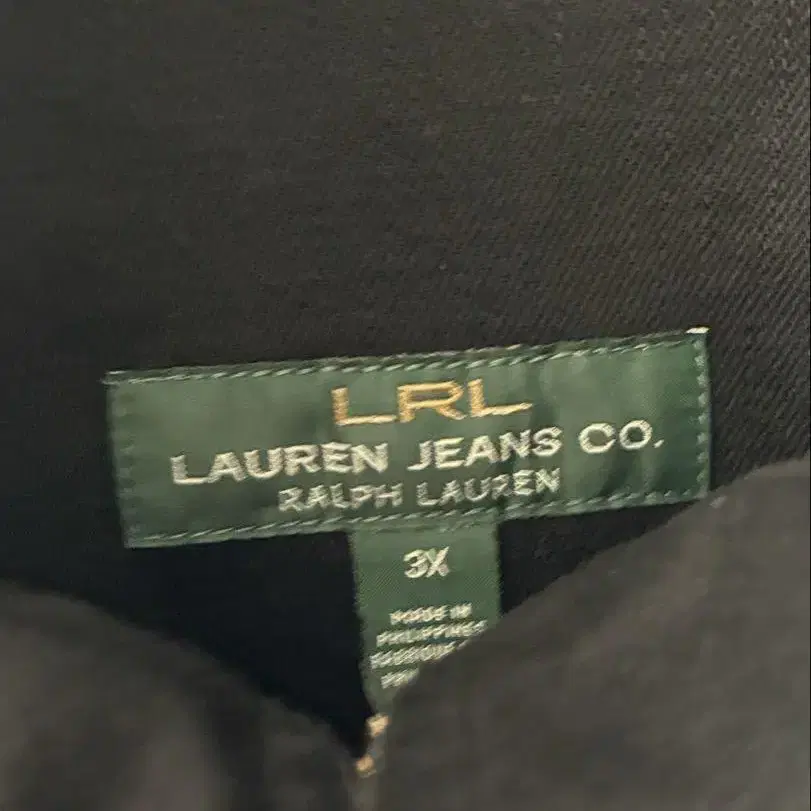 LRL
LAUREN JEANS CO.
RALPH LAUREN
3X
MADE IN
PHILIPPINES